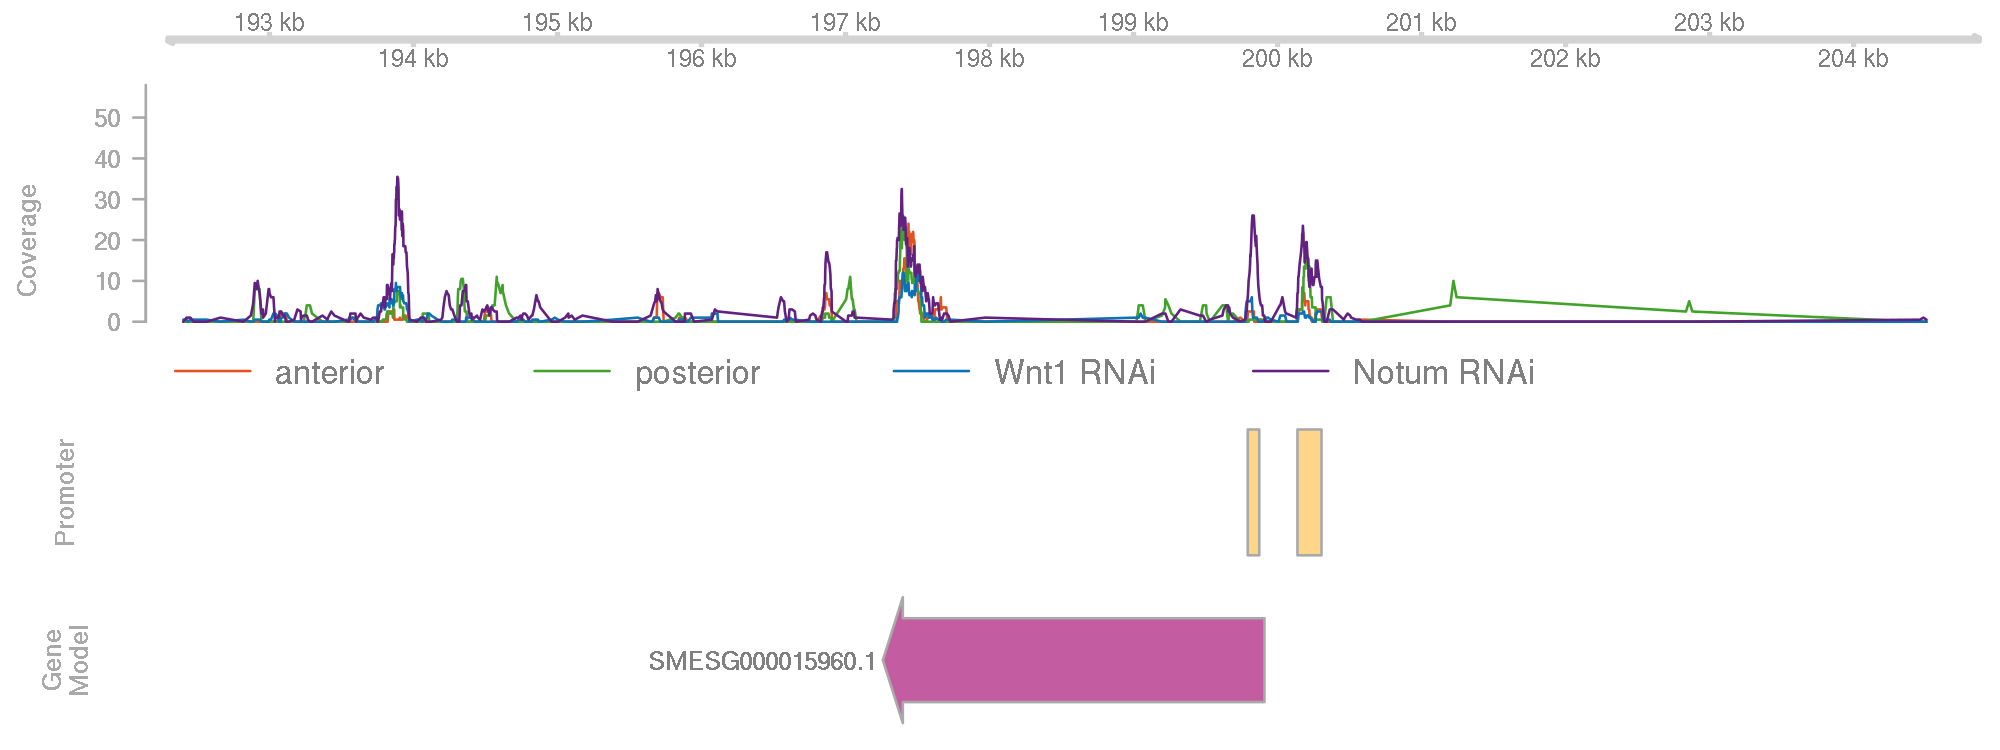 193 kb 195 kb 197 kb 199 kb 201 kb 203 kb
194 kb 196 kb 198 kb 200 kb 202 kb 204 kb
50
40
30
20
10
0
Coverage
anterior posterior Wnt1 RNAi Notum RNAi
Promoter
Gene
Model
SMESG000015960.1